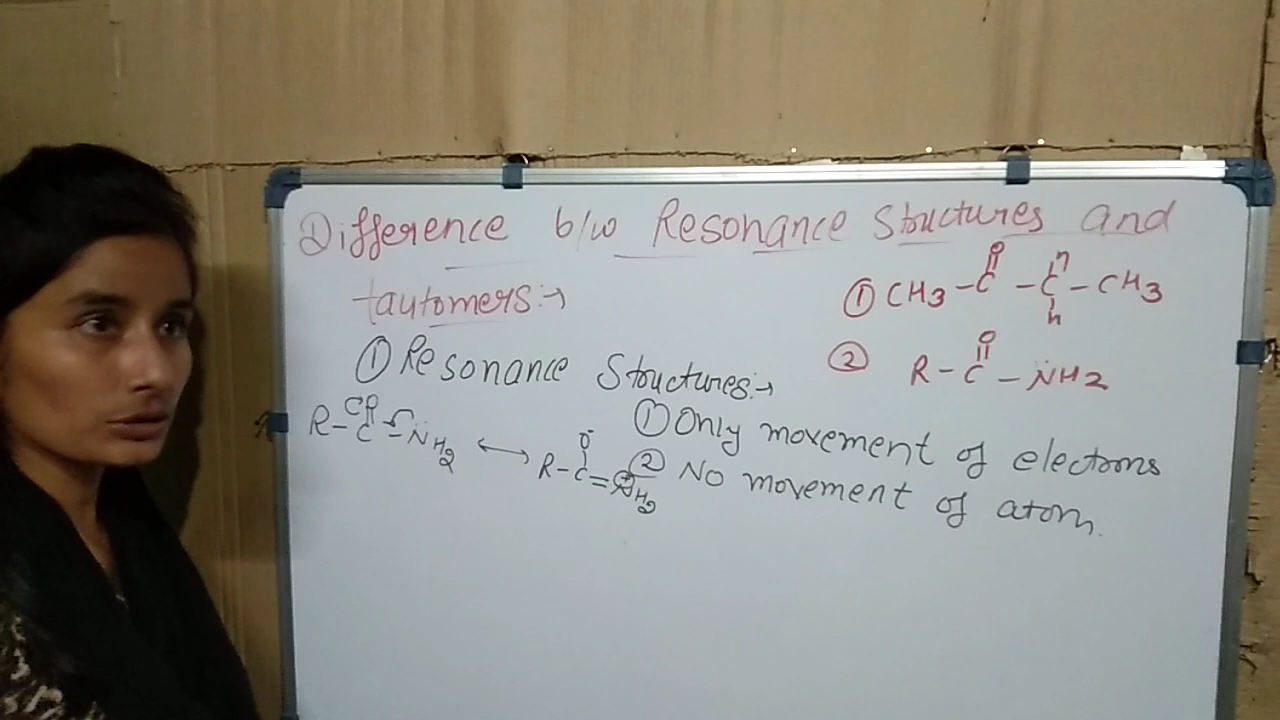 Difference b/w Resonance Structures and
tautomers:→
① CH3-C-C-CH3
O
H
H
② R-C-NH2
O
① Resonance Structures:→
R-C-NH2 ↔ R-C=NH2
O
O-
⊕
① Only movement of electrons
② No movement of atom.